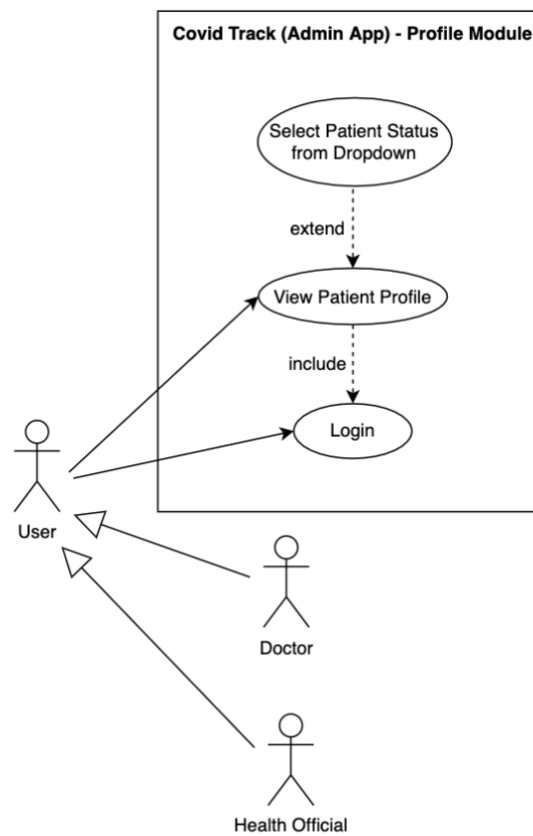 Covid Track (Admin App) - Profile Module
Select Patient Status
from Dropdown
extend
View Patient Profile
include
Login
User
Doctor
Health Official